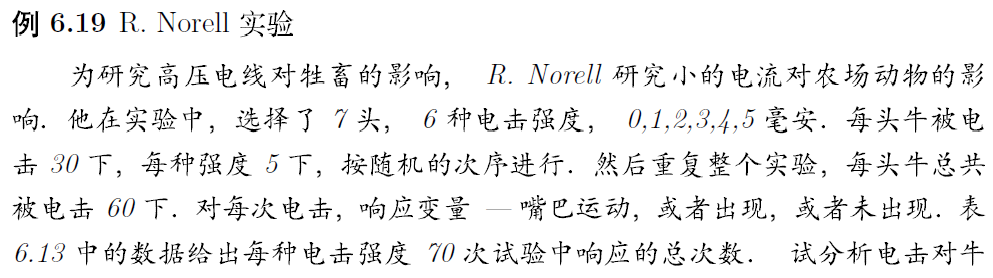 例 6.19 R. Norell 实验
为研究高压电线对牲畜的影响， R. Norell 研究小的电流对农场动物的影
响. 他在实验中，选择了 7 头， 6 种电击强度， 0,1,2,3,4,5 毫安. 每头牛被电
击 30 下，每种强度 5 下，按随机的次序进行. 然后重复整个实验，每头牛总共
被电击 60 下. 对每次电击，响应变量 — 嘴巴运动，或者出现，或者未出现. 表
6.13 中的数据给出每种电击强度 70 次试验中响应的总次数. 试分析电击对牛